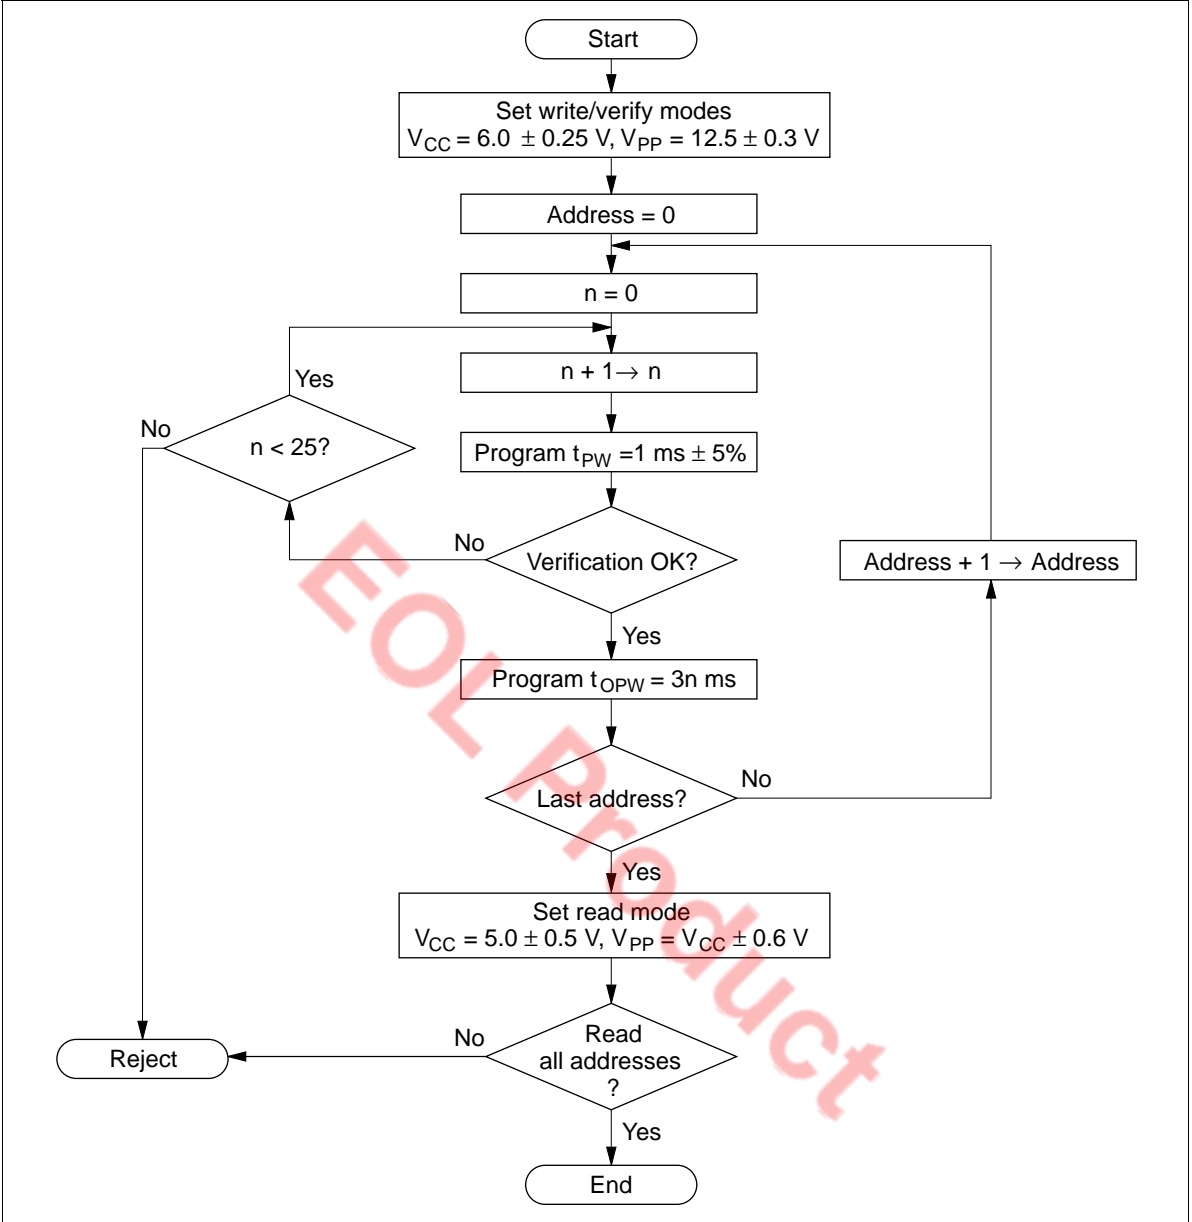 Start
Set write/verify modes
VCC = 6.0 ± 0.25 V, VPP = 12.5 ± 0.3 V
Address = 0
n = 0
n + 1 → n
Yes
No
n < 25?
Program tPW =1 ms ± 5%
No
Verification OK?
Address + 1 → Address
Yes
Program tOPW = 3n ms
Last address?
No
Yes
Set read mode
VCC = 5.0 ± 0.5 V, VPP = VCC ± 0.6 V
No
Read
all addresses
?
Reject
Yes
End
EOL Product